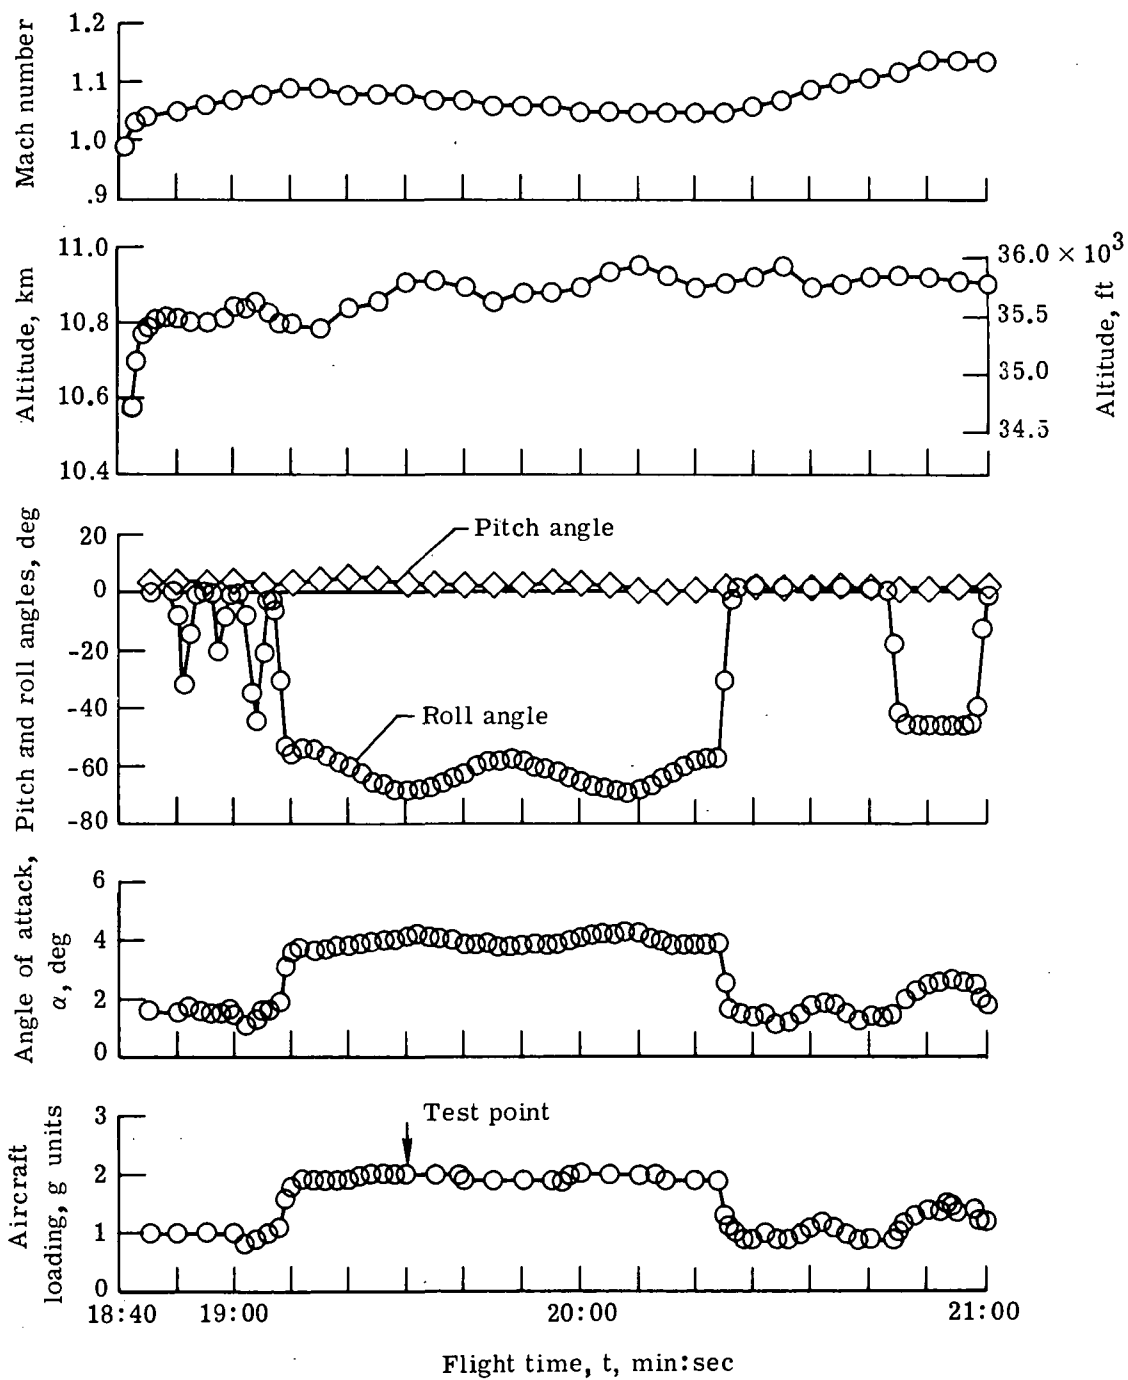 Mach number
1.2
1.1
1.0
.9
Altitude, km
11.0
10.8
10.6
10.4
36.0 × 10³
35.5
35.0
34.5
Altitude, ft
Pitch and roll angles, deg
20
0
-20
-40
-60
-80
Pitch angle
Roll angle
Angle of attack,
α, deg
6
4
2
0
Aircraft
loading, g units
3
2
1
0
Test point
18:40 19:00 20:00 21:00
Flight time, t, min:sec